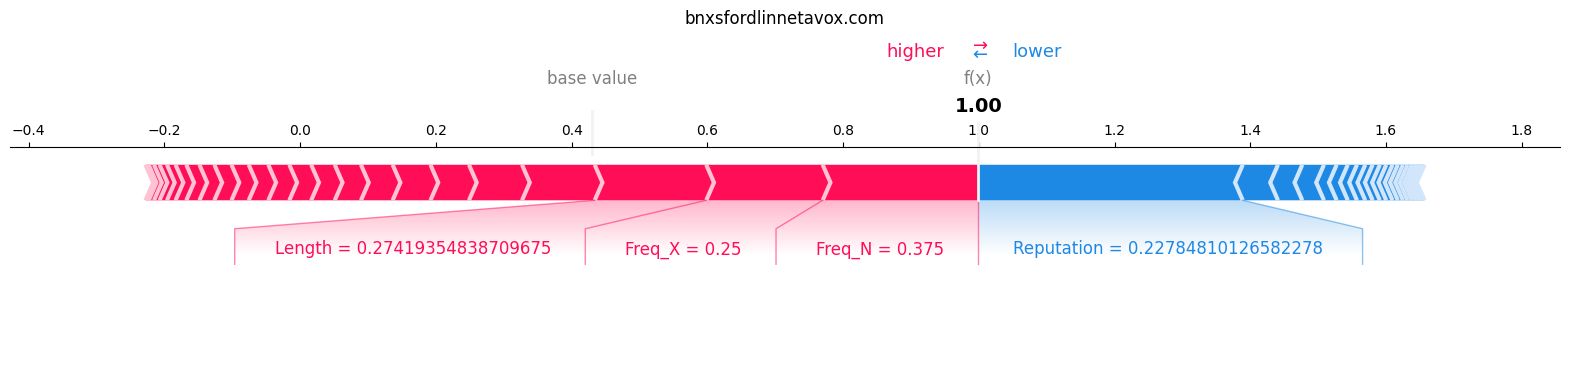 bnxsfordlinnetavox.com
higher ⇄ lower
base value f(x)
1.00
−0.4 −0.2 0.0 0.2 0.4 0.6 0.8 1.0 1.2 1.4 1.6 1.8
Length = 0.27419354838709675 Freq_X = 0.25 Freq_N = 0.375 Reputation = 0.22784810126582278